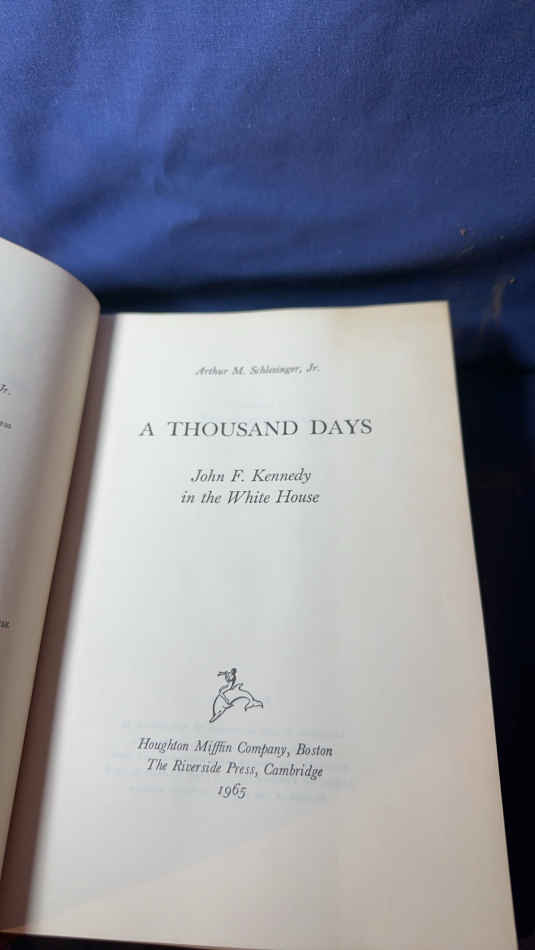 Jr.
Arthur M. Schlesinger, Jr.
A THOUSAND DAYS
John F. Kennedy
in the White House
Houghton Mifflin Company, Boston
The Riverside Press, Cambridge
1965